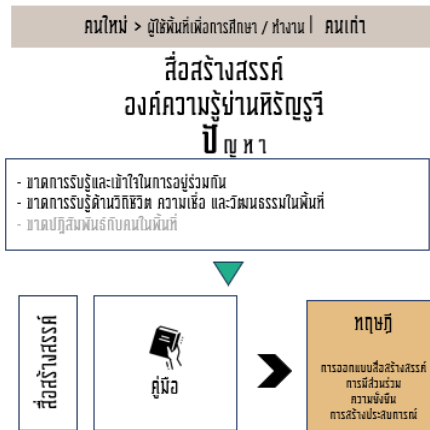 คนใหม่ > ผู้ใช้พื้นที่เพื่อการศึกษา / ทำงาน | คนเก่า
สื่อสร้างสรรค์
องค์ความรู้ย่านหิรัญรูจี
ปัญหา
- ขาดการรับรู้และเข้าใจในการอยู่ร่วมกัน
- ขาดการรับรู้ด้านวิถีชีวิต ความเชื่อ และวัฒนธรรมในพื้นที่
- ขาดปฏิสัมพันธ์กับคนในพื้นที่
สื่อสร้างสรรค์
คู่มือ
ทฤษฎี
การออกแบบสื่อสร้างสรรค์
การมีส่วนร่วม
ความยั่งยืน
การสร้างประสบการณ์